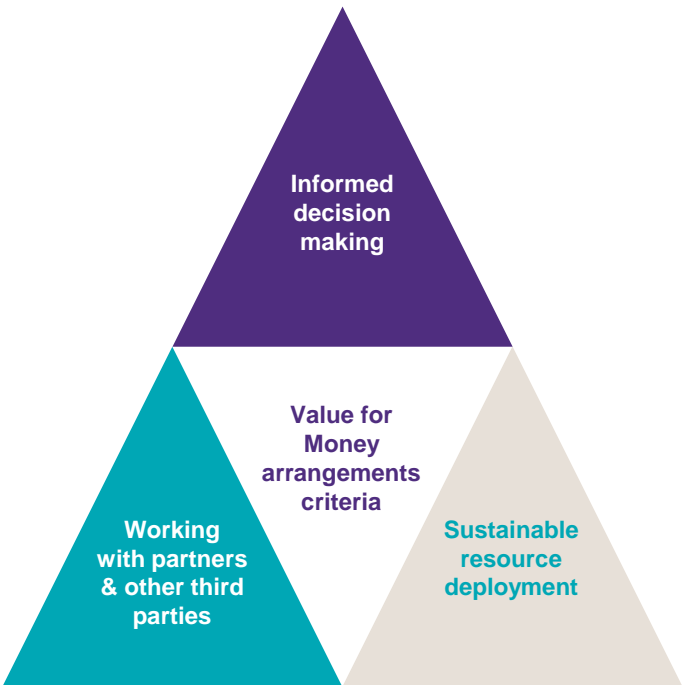 Informed
decision
making
Value for
Money
arrangements
criteria
Working
with partners
& other third
parties
Sustainable
resource
deployment